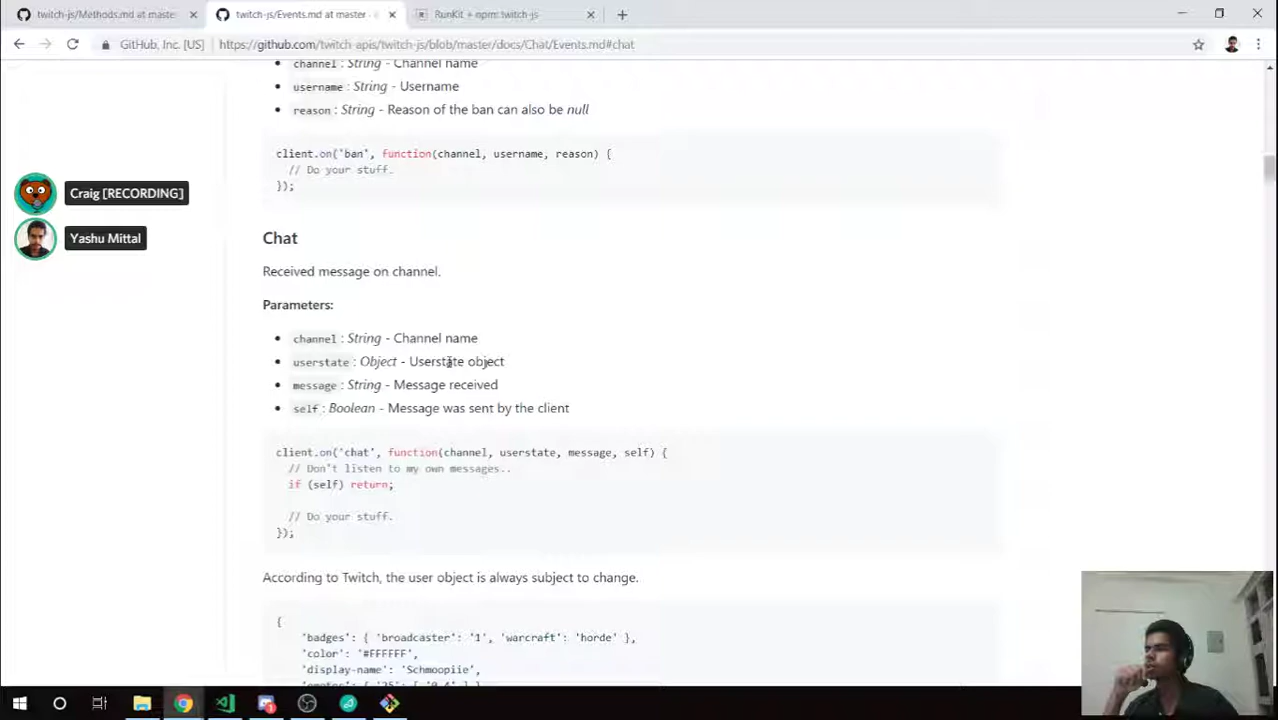 twitch-js/Methods.md at master
twitch-js/Events.md at master
RunKit + npm: twitch-js
GitHub, Inc. [US]
https://github.com/twitch-apis/twitch-js/blob/master/docs/Chat/Events.md#chat
channel : String - Channel name
username : String - Username
reason : String - Reason of the ban can also be null
client.on('ban', function(channel, username, reason) {
// Do your stuff.
});
Craig [RECORDING]
Yashu Mittal
Chat
Received message on channel.
Parameters:
channel : String - Channel name
userstate : Object - Userstate object
message : String - Message received
self : Boolean - Message was sent by the client
client.on('chat', function(channel, userstate, message, self) {
// Don't listen to my own messages..
if (self) return;
// Do your stuff.
});
According to Twitch, the user object is always subject to change.
{
'badges': { 'broadcaster': '1', 'warcraft': 'horde' },
'color': '#FFFFFF',
'display-name': 'Schmoopiie',